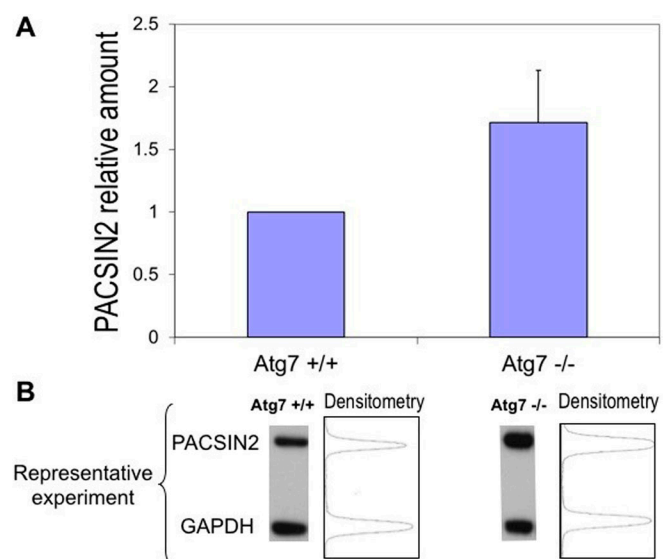 A
PACSIN2 relative amount
2.5
2
1.5
1
0.5
0
Atg7 +/+
Atg7 -/-
B
Atg7 +/+
Densitometry
Atg7 -/-
Densitometry
PACSIN2
Representative
experiment
GAPDH